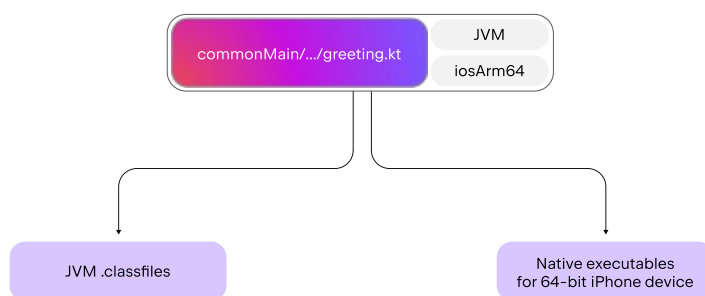 commonMain/.../greeting.kt
JVM
iosArm64
JVM .classfiles
Native executables
for 64-bit iPhone device